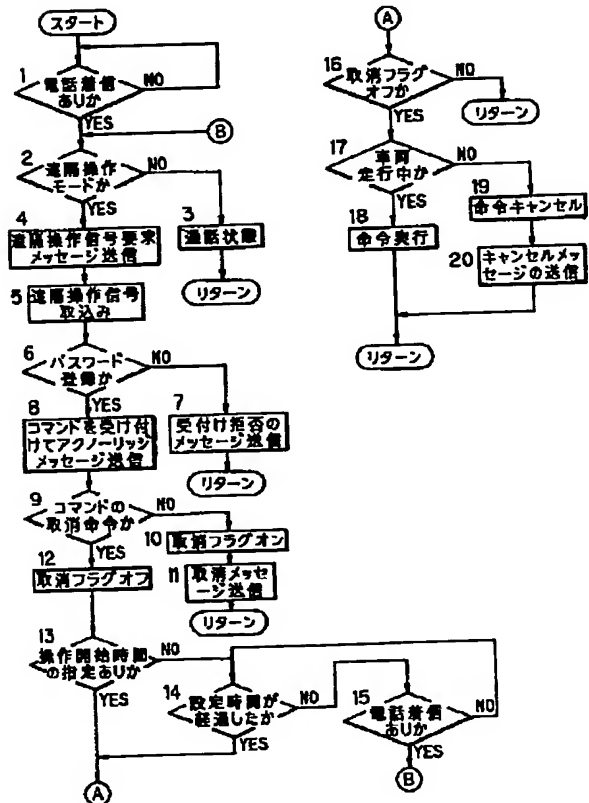 スタート
1
電話着信
ありか
NO
YES
B
2
遠隔操作
モードか
NO
YES
4
遠隔操作信号要求
メッセージ送信
3
通話状態
リターン
5
遠隔操作信号
取込み
6
パスワード
登録か
NO
YES
8
コマンドを受け付
けてアクノーリッジ
メッセージ送信
7
受付け拒否の
メッセージ送信
リターン
9
コマンドの
取消命令か
NO
YES
10
取消フラグオン
12
取消フラグオフ
11
取消メッセ
ージ送信
リターン
13
操作開始時間
の指定ありか
NO
YES
14
設定時間が
経過したか
NO
YES
15
電話着信
ありか
NO
YES
A
B
A
16
取消フラグ
オフか
NO
リターン
YES
17
車両
走行中か
NO
YES
18
命令実行
19
命令キャンセル
20
キャンセルメッ
セージの送信
リターン